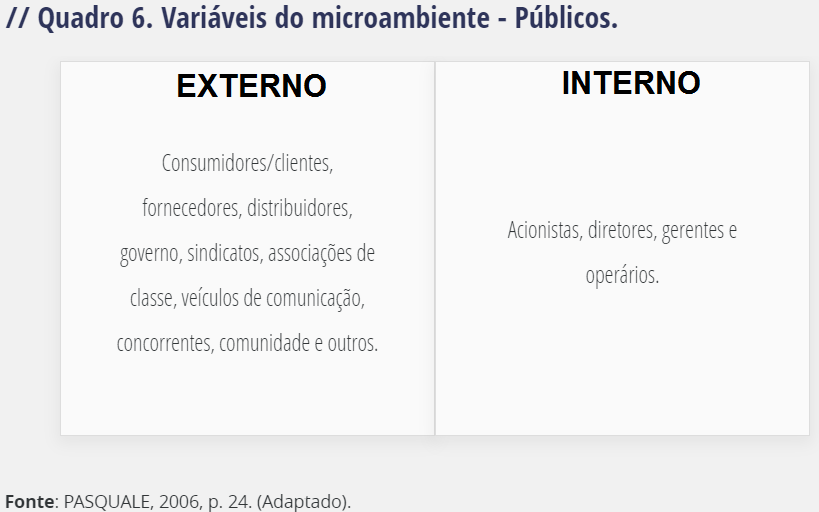 // Quadro 6. Variáveis do microambiente - Públicos.
EXTERNO
Consumidores/clientes,
fornecedores, distribuidores,
governo, sindicatos, associações de
classe, veículos de comunicação,
concorrentes, comunidade e outros.
INTERNO
Acionistas, diretores, gerentes e
operários.
Fonte: PASQUALE, 2006, p. 24. (Adaptado).